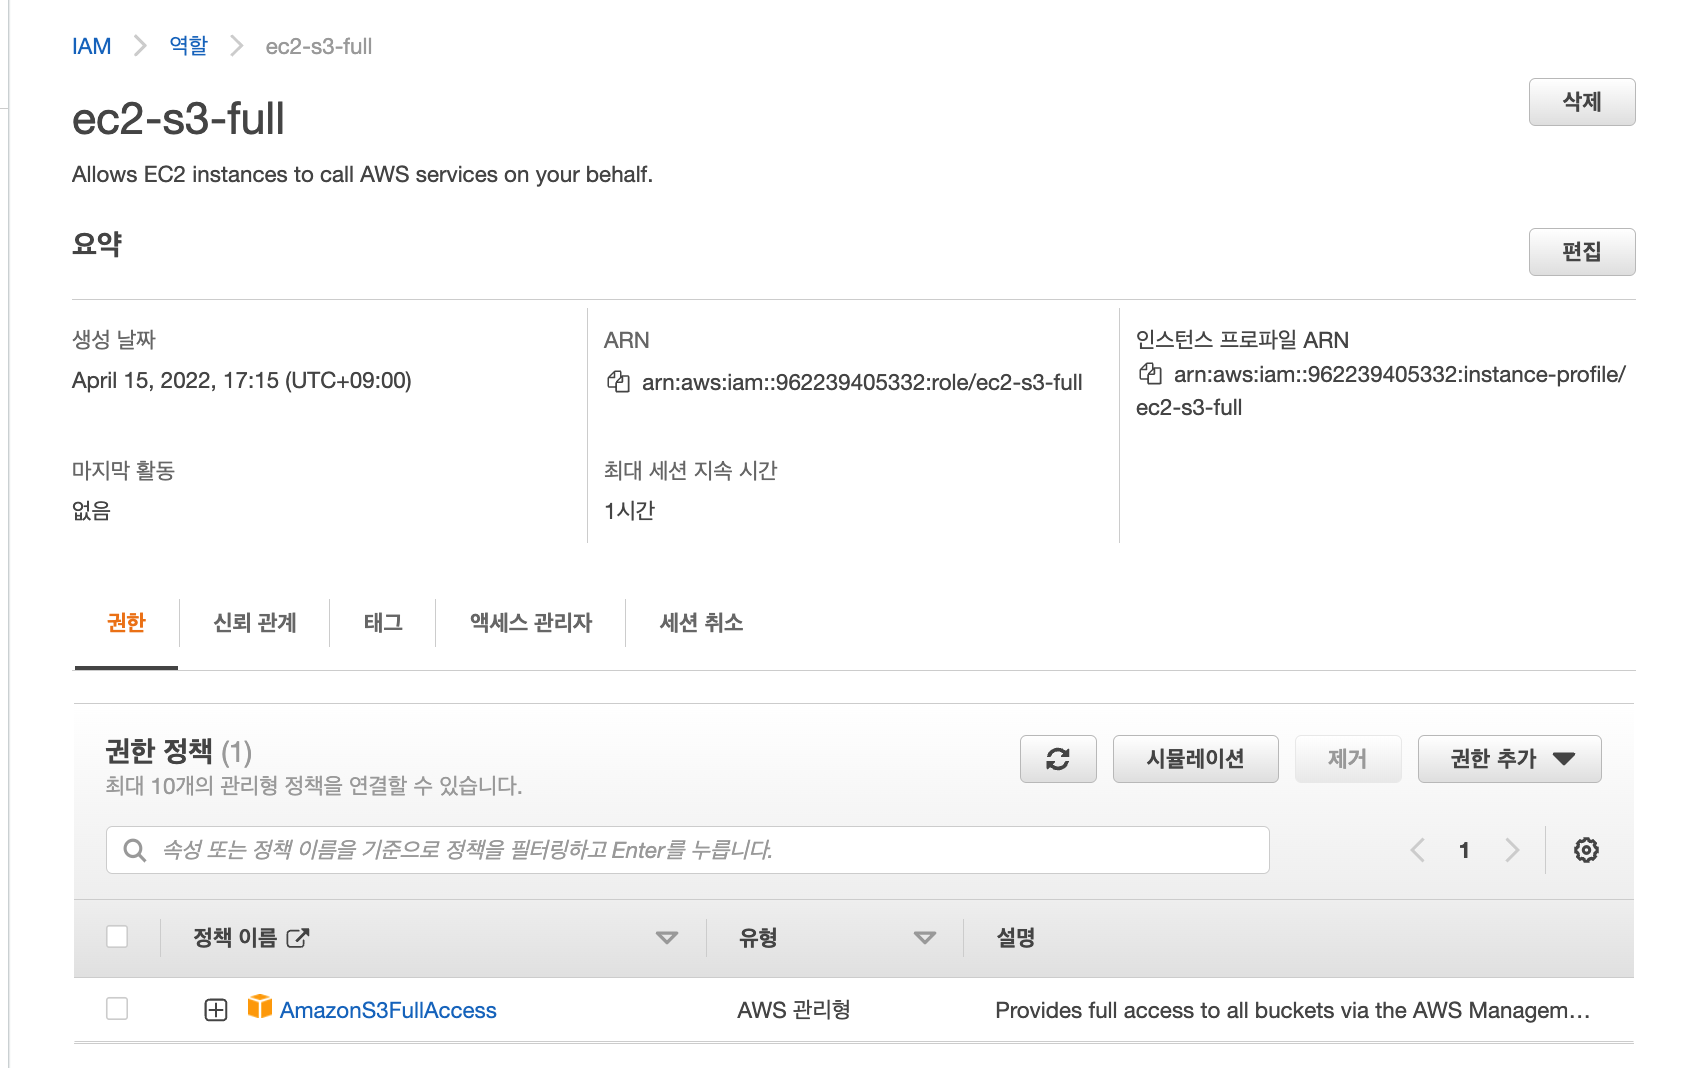 IAM 역할 ec2-s3-full
ec2-s3-full
삭제
Allows EC2 instances to call AWS services on your behalf.
요약
편집
생성 날짜
April 15, 2022, 17:15 (UTC+09:00)
ARN
arn:aws:iam::962239405332:role/ec2-s3-full
인스턴스 프로파일 ARN
arn:aws:iam::962239405332:instance-profile/
ec2-s3-full
마지막 활동
없음
최대 세션 지속 시간
1시간
권한 신뢰 관계 태그 액세스 관리자 세션 취소
권한 정책 (1)
최대 10개의 관리형 정책을 연결할 수 있습니다.
시뮬레이션 제거 권한 추가
속성 또는 정책 이름을 기준으로 정책을 필터링하고 Enter를 누릅니다.
1
정책 이름 유형 설명
AmazonS3FullAccess AWS 관리형 Provides full access to all buckets via the AWS Managem…